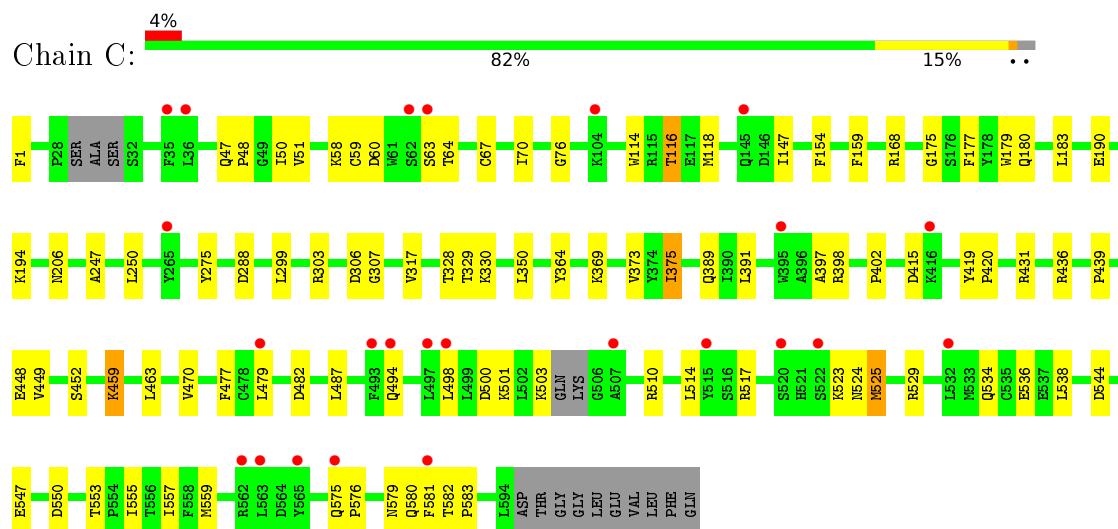 4%
Chain C:
82% 15% • •
F1 P28 SER ALA SER S32 F35 L36 Q47 P48 G49 I50 V51 K58 C59 D60 W61 S62 S63 T64 C67 I70 G76 K104 W114 R115 T116 E117 M118 Q145 D146 I147 F154 F159 R168 G175 S176 F177 Y178 W179 Q180 L183 E190
K194 N206 A247 L250 Y265 Y275 D288 L299 R303 D306 G307 V317 T328 T329 K330 L350 Y364 K369 V373 Y374 I375 Q389 I390 L391 W395 A396 A397 R398 P402 D415 K416 Y419 P420 R431 R436 P439
E448 V449 S452 K459 L463 V470 F477 C478 L479 D482 L487 F493 Q494 L497 L498 L499 D500 K501 L502 K503 GLN LYS G506 A507 R510 L514 Y515 S516 R517 S520 H521 S522 K523 N524 M525 R529 L532 M533 Q534 C535 E536 E537 L538 D544
E547 D550 T553 P554 I555 T556 I557 F558 M559 R562 L563 D564 Y565 Q575 P576 N579 Q580 F581 T582 P583 L594 ASP THR GLY GLY LEU GLU VAL LEU PHE GLN